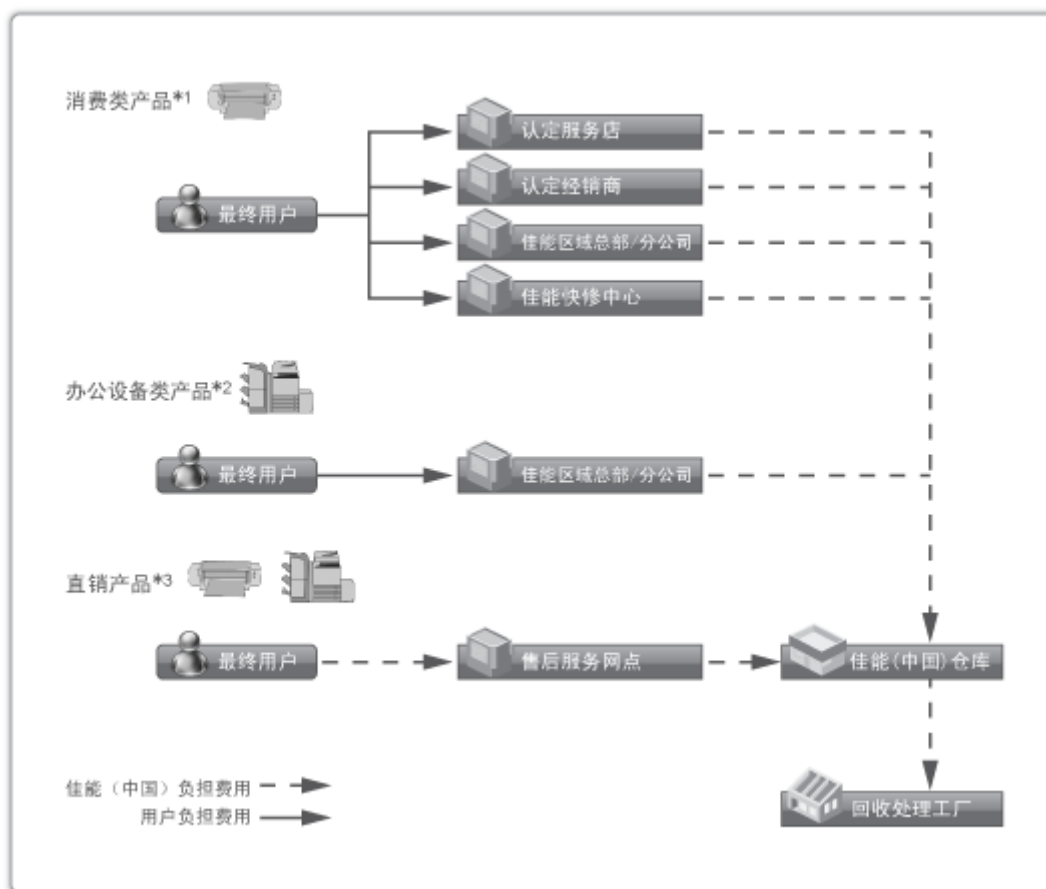 消费类产品*1
认定服务店
认定经销商
最终用户
佳能区域总部/分公司
佳能快修中心
办公设备类产品*2
最终用户
佳能区域总部/分公司
直销产品*3
最终用户
售后服务网点
佳能(中国)仓库
佳能（中国）负担费用
用户负担费用
回收处理工厂